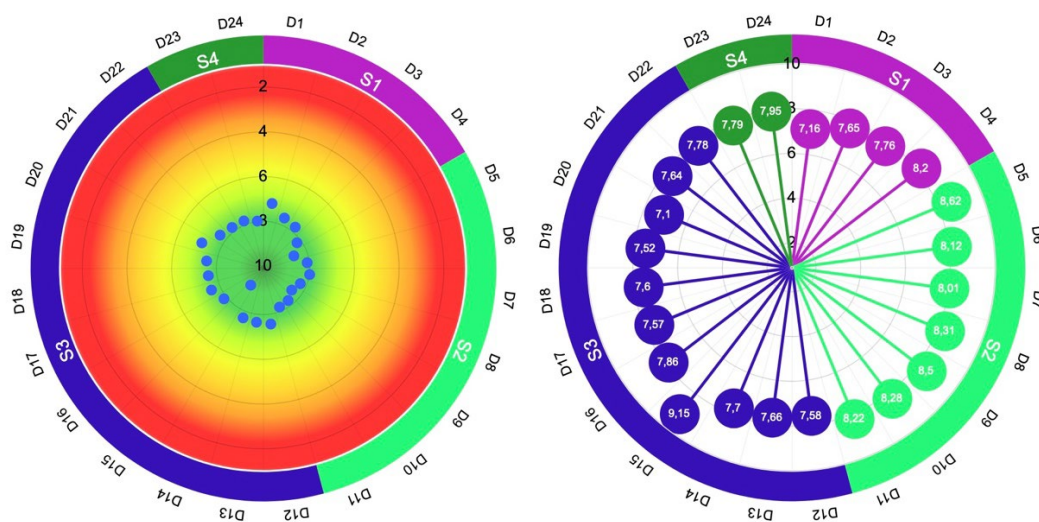 D1
D2
D3
D4
D5
D6
D7
D8
D9
D10
D11
D12
D13
D14
D15
D16
D17
D18
D19
D20
D21
D22
D23
D24
S1
S2
S3
S4
2
4
6
8
10
D1
D2
D3
D4
D5
D6
D7
D8
D9
D10
D11
D12
D13
D14
D15
D16
D17
D18
D19
D20
D21
D22
D23
D24
S1
S2
S3
S4
10
8
6
4
2
7,16
7,65
7,76
8,2
8,62
8,12
8,01
8,31
8,5
8,28
8,22
7,58
7,66
7,7
9,15
7,86
7,57
7,6
7,52
7,1
7,64
7,78
7,79
7,95